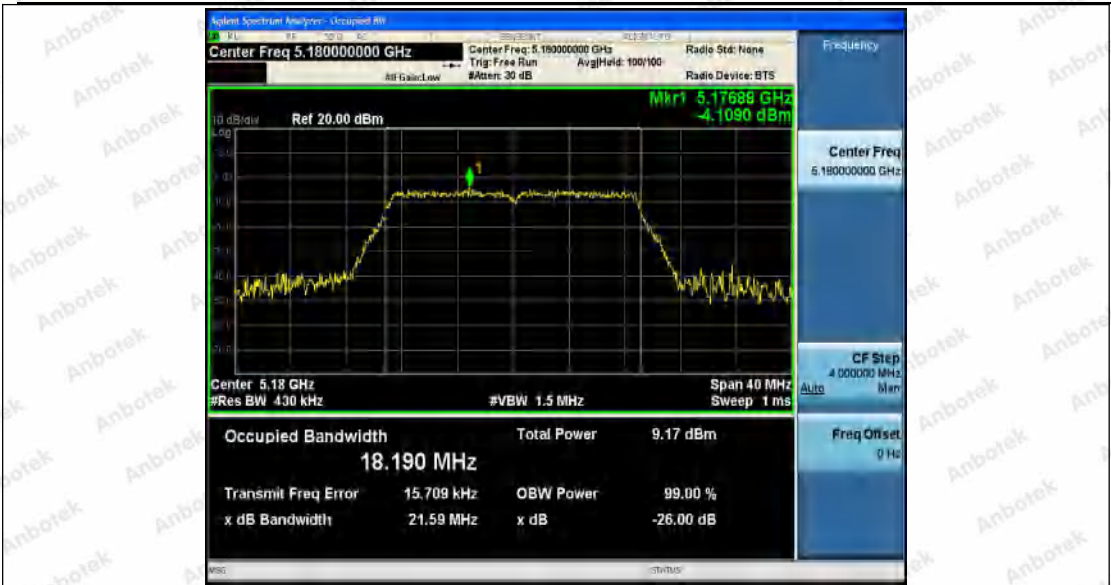 Agilent Spectrum Analyzer - Occupied BW
Center Freq 5.180000000 GHz
Center Freq: 5.180000000 GHz
Radio Std: None
Trig: Free Run
Avg|Hold: 100/100
#IFGain:Low
#Atten: 30 dB
Radio Device: BTS
Mkr1 5.17689 GHz
-4.1090 dBm
10 dB/div
Ref 20.00 dBm
Log
1
Center 5.18 GHz
Span 40 MHz
#Res BW 430 kHz
#VBW 1.5 MHz
Sweep 1 ms
Occupied Bandwidth
Total Power
9.17 dBm
18.190 MHz
Transmit Freq Error
15.709 kHz
OBW Power
99.00 %
x dB Bandwidth
21.59 MHz
x dB
-26.00 dB
MSG
STATUS
Frequency
Center Freq
5.180000000 GHz
CF Step
4.000000 MHz
Auto
Man
Freq Offset
0 Hz
Anbotek